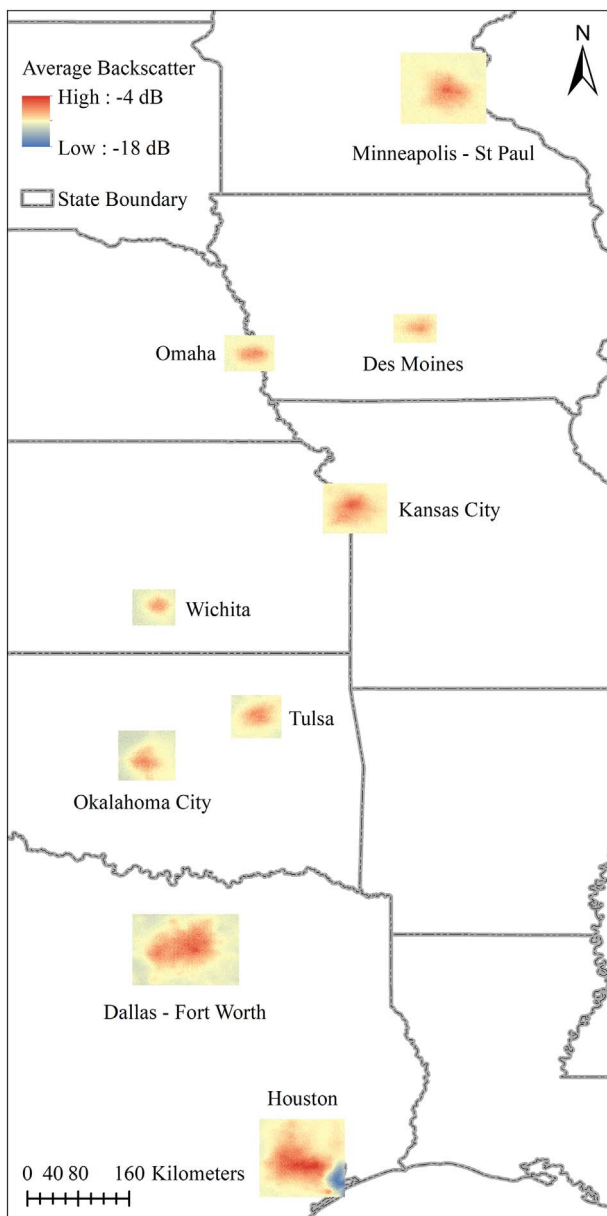 N
Average Backscatter
High : -4 dB
Low : -18 dB
State Boundary
Minneapolis - St Paul
Omaha
Des Moines
Kansas City
Wichita
Tulsa
Okalahoma City
Dallas - Fort Worth
Houston
0 40 80 160 Kilometers